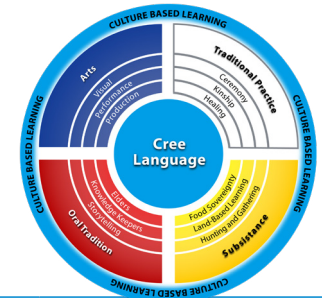 CULTURE BASED LEARNING
CULTURE BASED LEARNING
CULTURE BASED LEARNING
CULTURE BASED LEARNING
Arts
Visual
Performance
Production
Traditional Practice
Ceremony
Kinship
Healing
Cree
Language
Oral Tradition
Storytelling
Knowledge Keepers
Elders
Food Sovereignty
Land-Based Learning
Hunting and Gathering
Subsistance